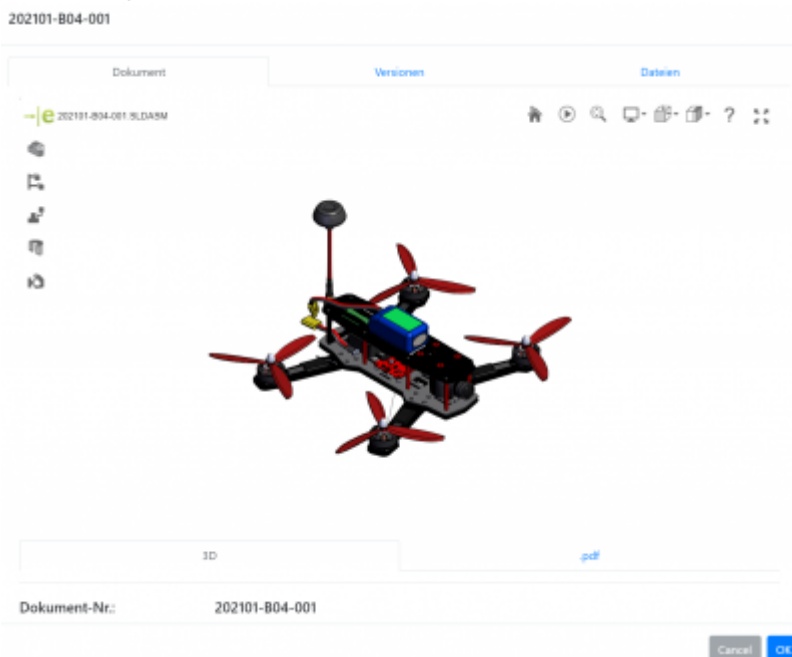 202101-B04-001
Dokument Versionen Dateien
e 202101-B04-001.SLDASM
?
3D .pdf
Dokument-Nr.: 202101-B04-001
Cancel OK